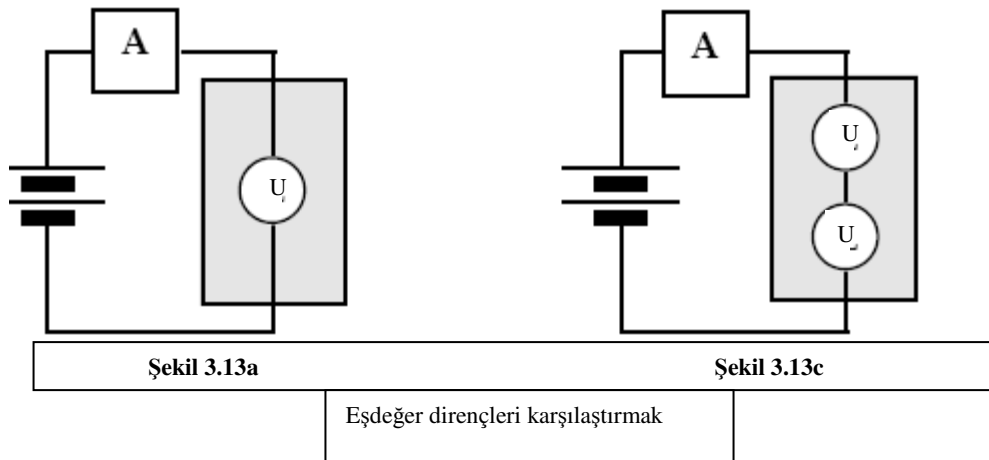 A
A
U
U
U
Şekil 3.13a
Şekil 3.13c
Eşdeğer dirençleri karşılaştırmak